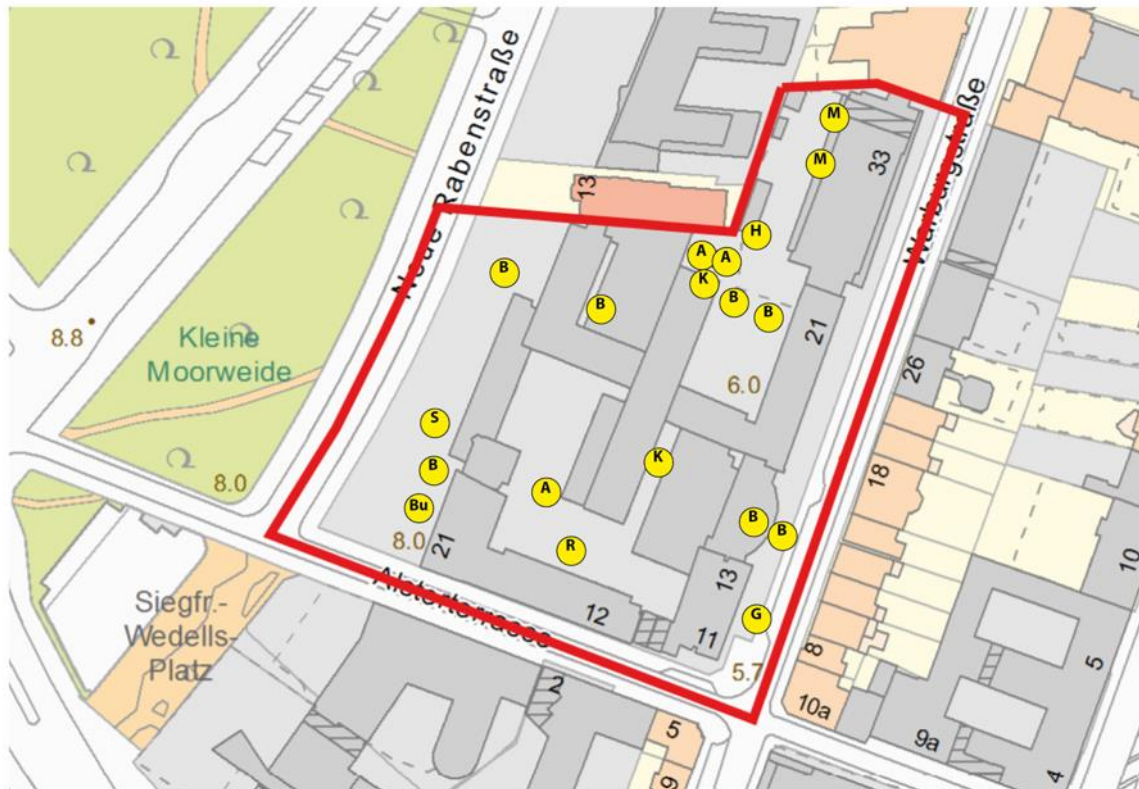 Neue Rabenstraße
Warburgstraße
13
33
M
M
H
A
A
K
B
B
B
B
8.8
Kleine
Moorweide
21
6.0
26
S
B
Bu
8.0
8.0
21
K
A
R
B
B
18
10
Siegfr.-
Wedells-
Platz
Alsterterrasse
12
13
11
G
5.7
8
10a
5
9a
4
2
5
9